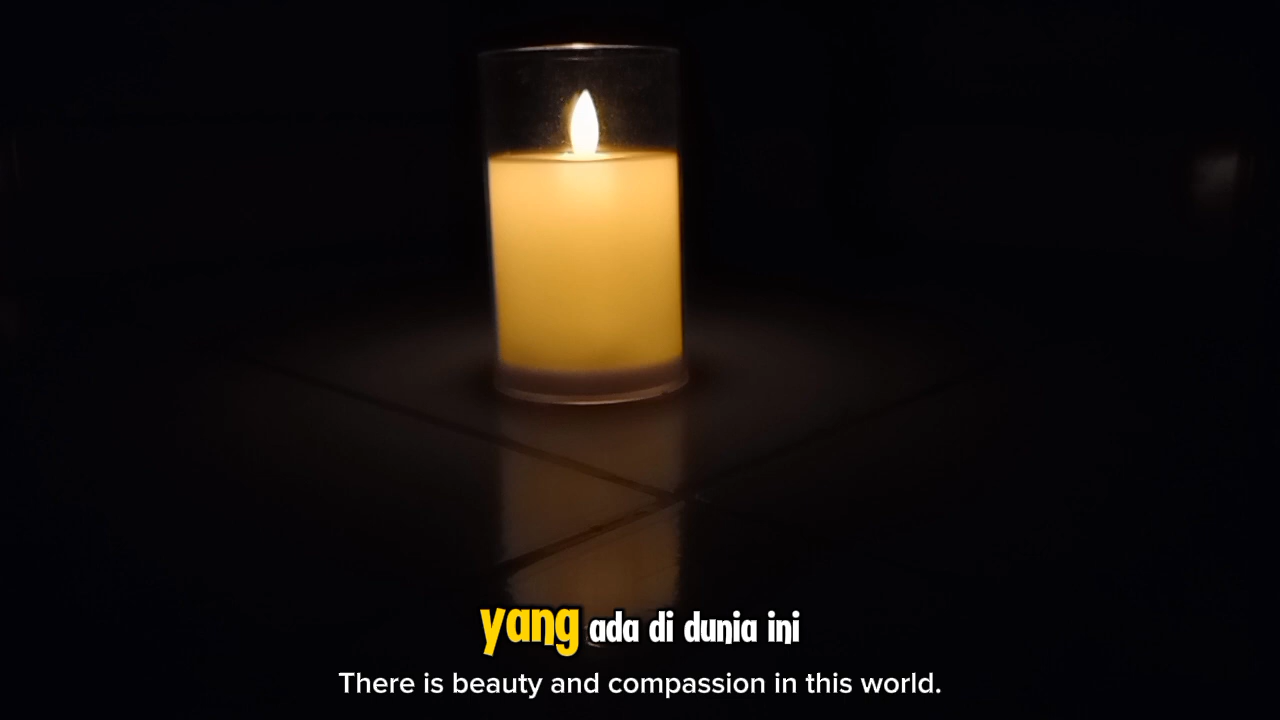 yang ada di dunia ini
There is beauty and compassion in this world.